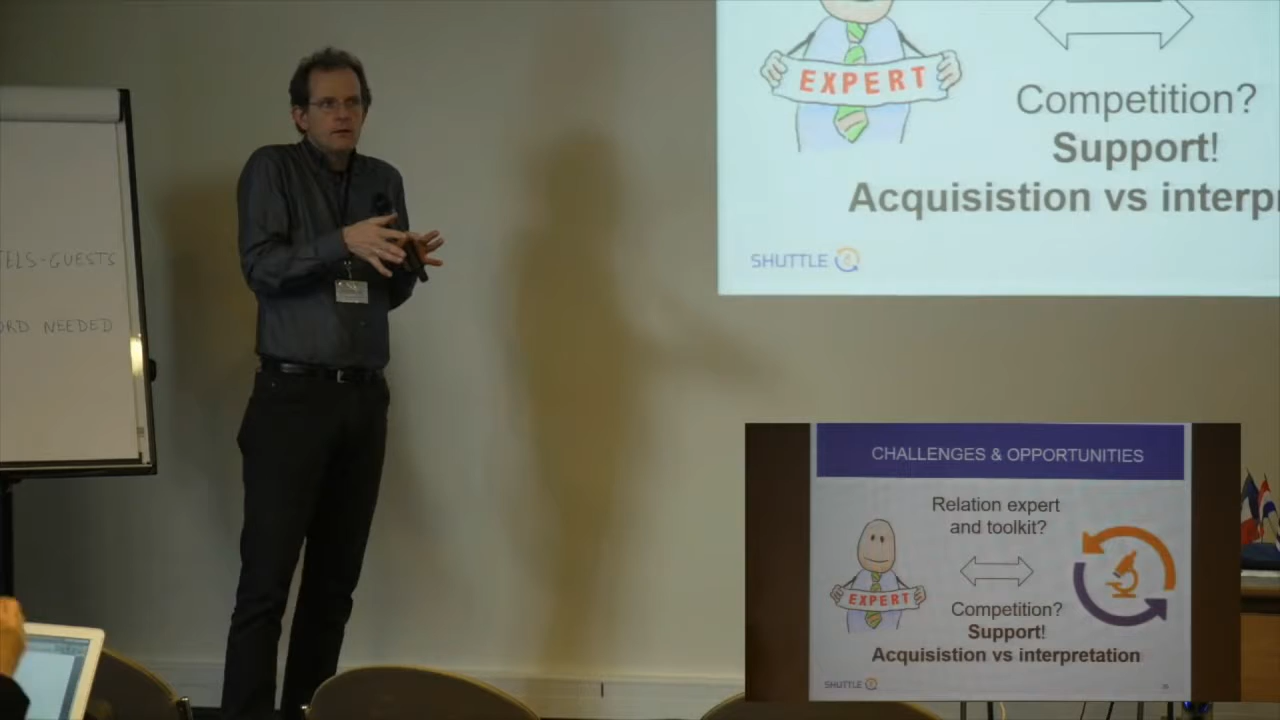 TELS-GUESTS
ORD NEEDED
EXPERT
Competition?
Support!
Acquisistion vs interpr
SHUTTLE
CHALLENGES & OPPORTUNITIES
Relation expert
and toolkit?
EXPERT
Competition?
Support!
Acquisistion vs interpretation
SHUTTLE